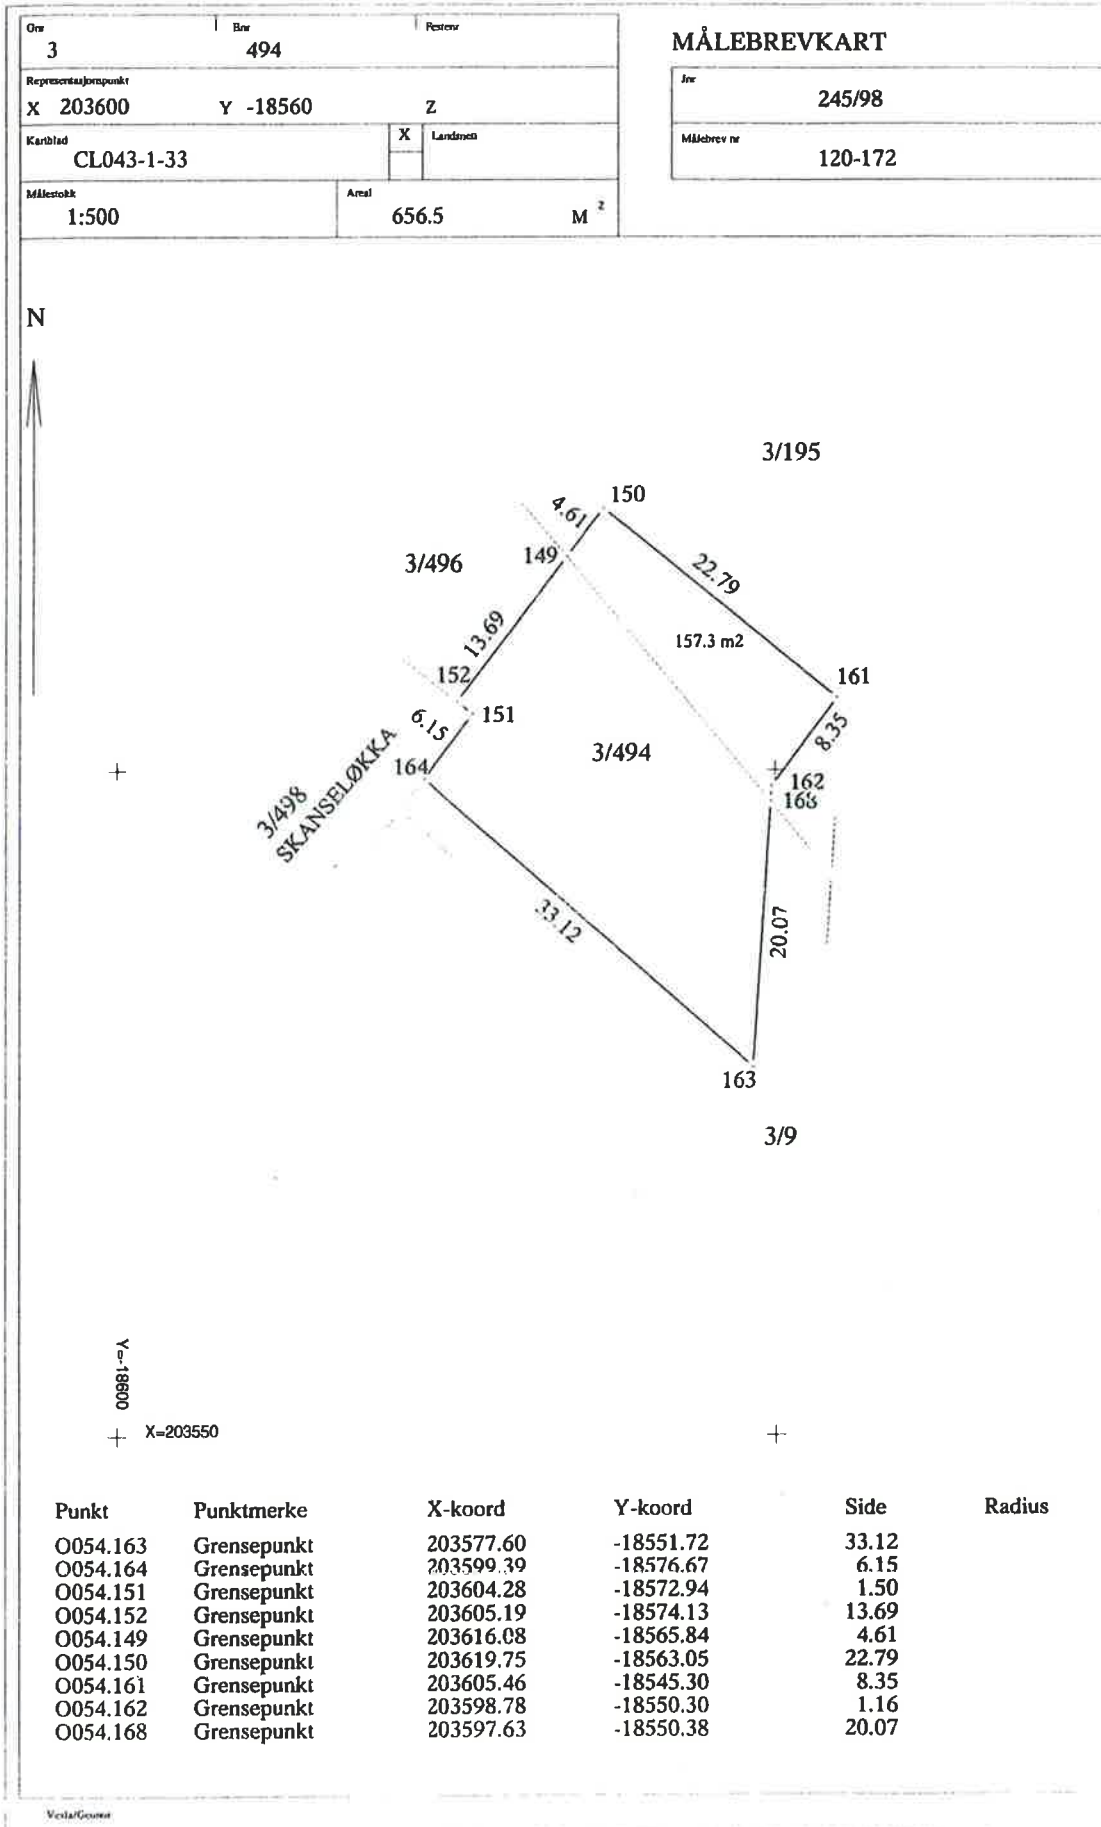 Gnr Bnr Festenr
3 494
MÅLEBREVKART
Representasjonspunkt
X 203600 Y -18560 Z
Jnr
245/98
Kartblad X Landsnett
CL043-1-33
Målebrev nr
120-172
Målestokk Areal
1:500 656.5 M 2
N
3/195
150
4.61
149
3/496
22.79
13.69
157.3 m2
152
161
151
6.15
8.35
3/494
164
162
168
3/498
SKANSELØKKA
33.12
20.07
163
3/9
Y=-18600
X=203550
Punkt Punktmerke X-koord Y-koord Side Radius
O054.163 Grensepunkt 203577.60 -18551.72 33.12
O054.164 Grensepunkt 203599.39 -18576.67 6.15
O054.151 Grensepunkt 203604.28 -18572.94 1.50
O054.152 Grensepunkt 203605.19 -18574.13 13.69
O054.149 Grensepunkt 203616.08 -18565.84 4.61
O054.150 Grensepunkt 203619.75 -18563.05 22.79
O054.161 Grensepunkt 203605.46 -18545.30 8.35
O054.162 Grensepunkt 203598.78 -18550.30 1.16
O054.168 Grensepunkt 203597.63 -18550.38 20.07